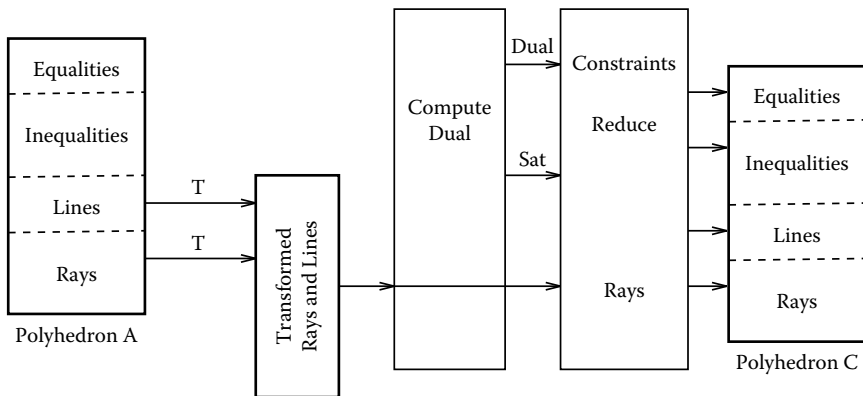 Equalities
Inequalities
Lines
Rays
Polyhedron A
T
T
Transformed
Rays and Lines
Compute
Dual
Dual
Sat
Constraints
Reduce
Rays
Equalities
Inequalities
Lines
Rays
Polyhedron C